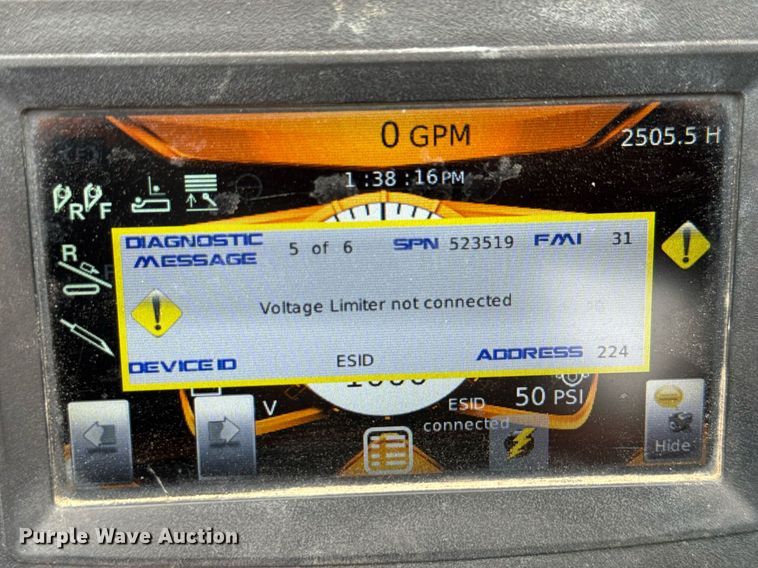 0 GPM
2505.5 H
1:38:16PM
R F
DIAGNOSTIC MESSAGE 5 of 6 SPN 523519 FMI 31
R
Voltage Limiter not connected
DEVICE ID ESID ADDRESS 224
V
ESID connected
50 PSI
Hide
Purple Wave Auction